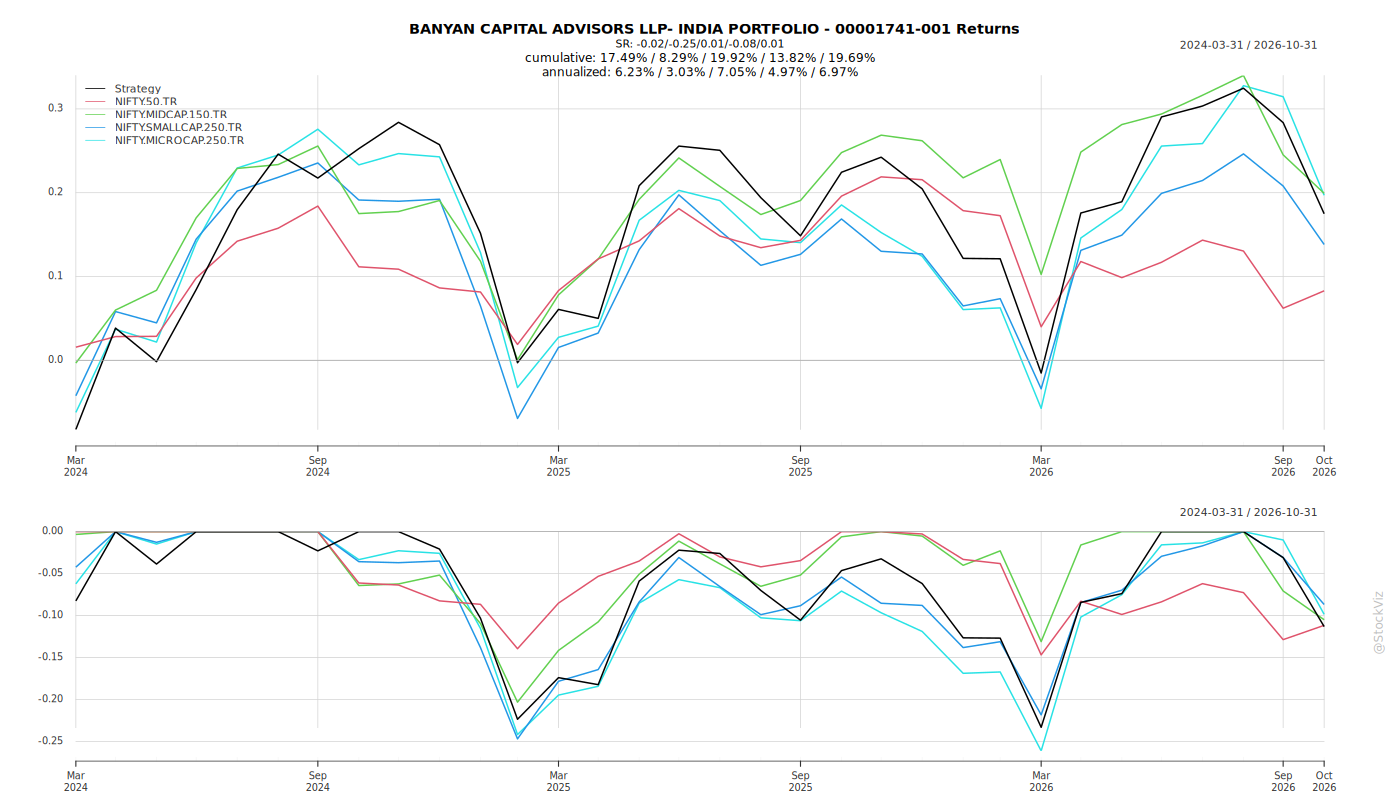 BANYAN CAPITAL ADVISORS LLP- INDIA PORTFOLIO - 00001741-001 Returns
SR: -0.02/-0.25/0.01/-0.08/0.01
cumulative: 17.49% / 8.29% / 19.92% / 13.82% / 19.69%
annualized: 6.23% / 3.03% / 7.05% / 4.97% / 6.97%
2024-03-31 / 2026-10-31
Strategy
NIFTY.50.TR
NIFTY.MIDCAP.150.TR
NIFTY.SMALLCAP.250.TR
NIFTY.MICROCAP.250.TR
0.3
0.2
0.1
0.0
Mar 2024
Sep 2024
Mar 2025
Sep 2025
Mar 2026
Sep 2026
Oct 2026
2024-03-31 / 2026-10-31
0.00
-0.05
-0.10
-0.15
-0.20
-0.25
Mar 2024
Sep 2024
Mar 2025
Sep 2025
Mar 2026
Sep 2026
Oct 2026
@StockViz